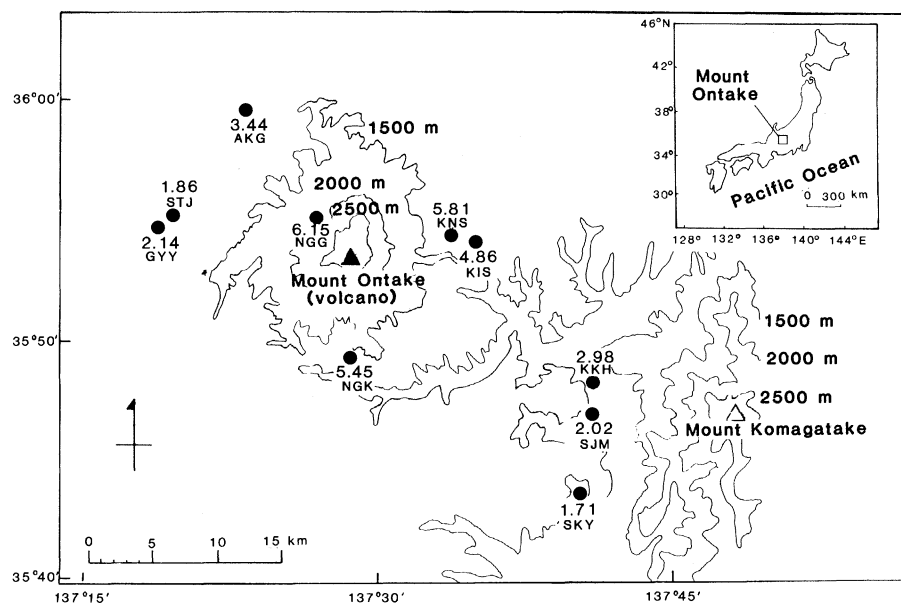 46°N
42°
38°
34°
30°
128°
132°
136°
140°
144°E
Mount
Ontake
Pacific Ocean
0 300 km
36°00'
35°50'
35°40'
137°15'
137°30'
137°45'
3.44
AKG
1500 m
2000 m
2500 m
1.86
STJ
2.14
GYY
6.15
NGG
5.81
KNS
4.86
KIS
Mount Ontake
(volcano)
5.45
NGK
1500 m
2000 m
2500 m
Mount Komagatake
2.98
KKH
2.02
SJM
1.71
SKY
0 5 10 15 km